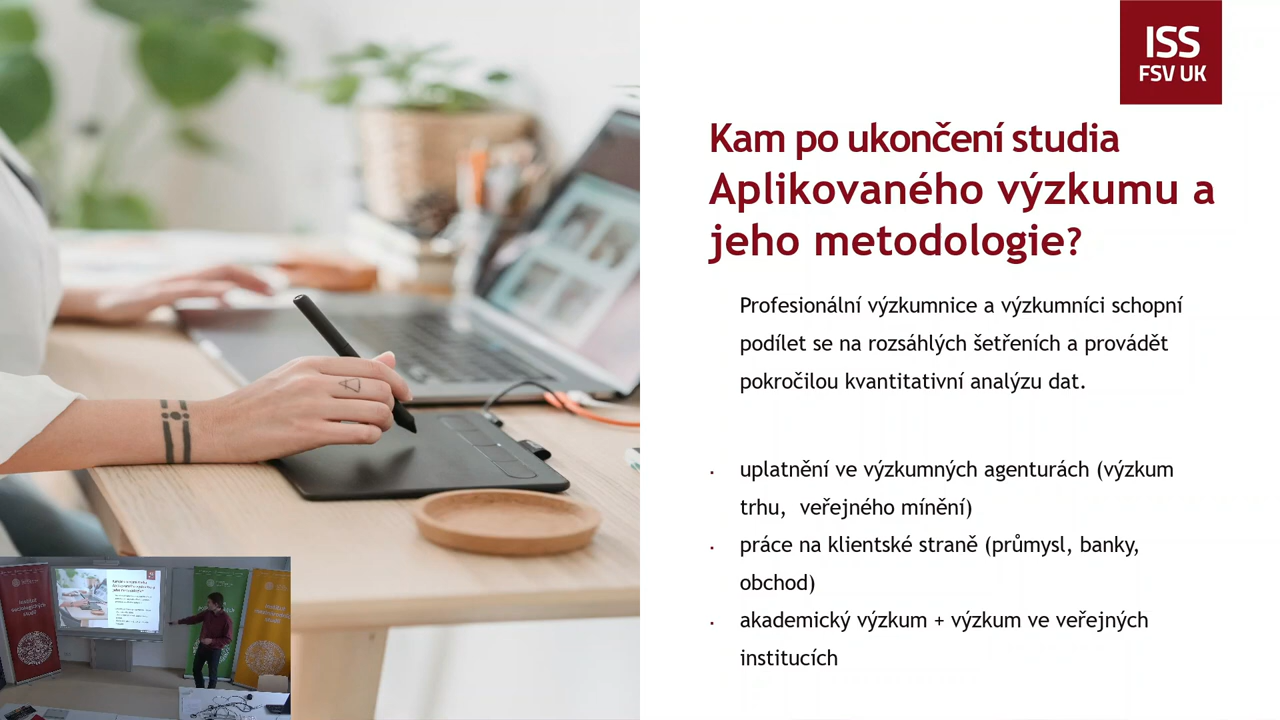 ISS
FSV UK
Kam po ukončení studia
Aplikovaného výzkumu a
jeho metodologie?
Profesionální výzkumnice a výzkumníci schopní
podílet se na rozsáhlých šetřeních a provádět
pokročilou kvantitativní analýzu dat.
· uplatnění ve výzkumných agenturách (výzkum
trhu,  veřejného mínění)
· práce na klientské straně (průmysl, banky,
obchod)
· akademický výzkum + výzkum ve veřejných
institucích